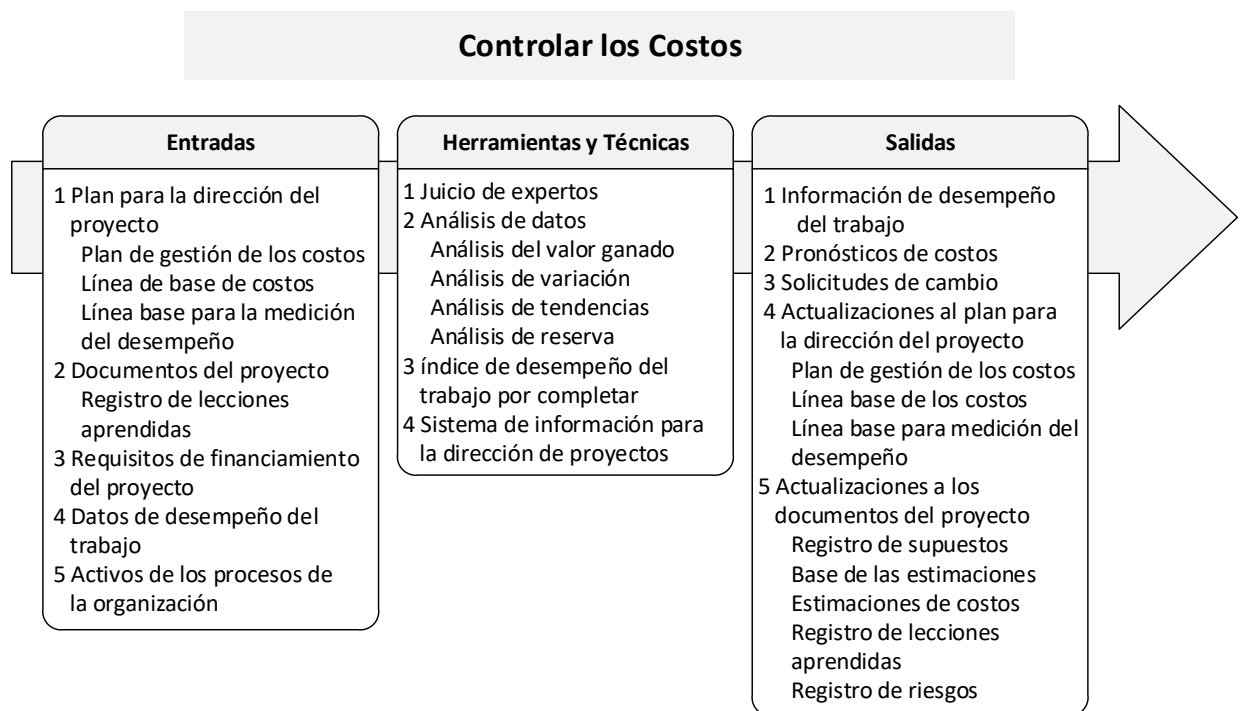 Controlar los Costos
Entradas
1 Plan para la dirección del
proyecto
Plan de gestión de los costos
Línea de base de costos
Línea base para la medición
del desempeño
2 Documentos del proyecto
Registro de lecciones
aprendidas
3 Requisitos de financiamiento
del proyecto
4 Datos de desempeño del
trabajo
5 Activos de los procesos de
la organización
Herramientas y Técnicas
1 Juicio de expertos
2 Análisis de datos
Análisis del valor ganado
Análisis de variación
Análisis de tendencias
Análisis de reserva
3 índice de desempeño del
trabajo por completar
4 Sistema de información para
la dirección de proyectos
Salidas
1 Información de desempeño
del trabajo
2 Pronósticos de costos
3 Solicitudes de cambio
4 Actualizaciones al plan para
la dirección del proyecto
Plan de gestión de los costos
Línea base de los costos
Línea base para medición del
desempeño
5 Actualizaciones a los
documentos del proyecto
Registro de supuestos
Base de las estimaciones
Estimaciones de costos
Registro de lecciones
aprendidas
Registro de riesgos